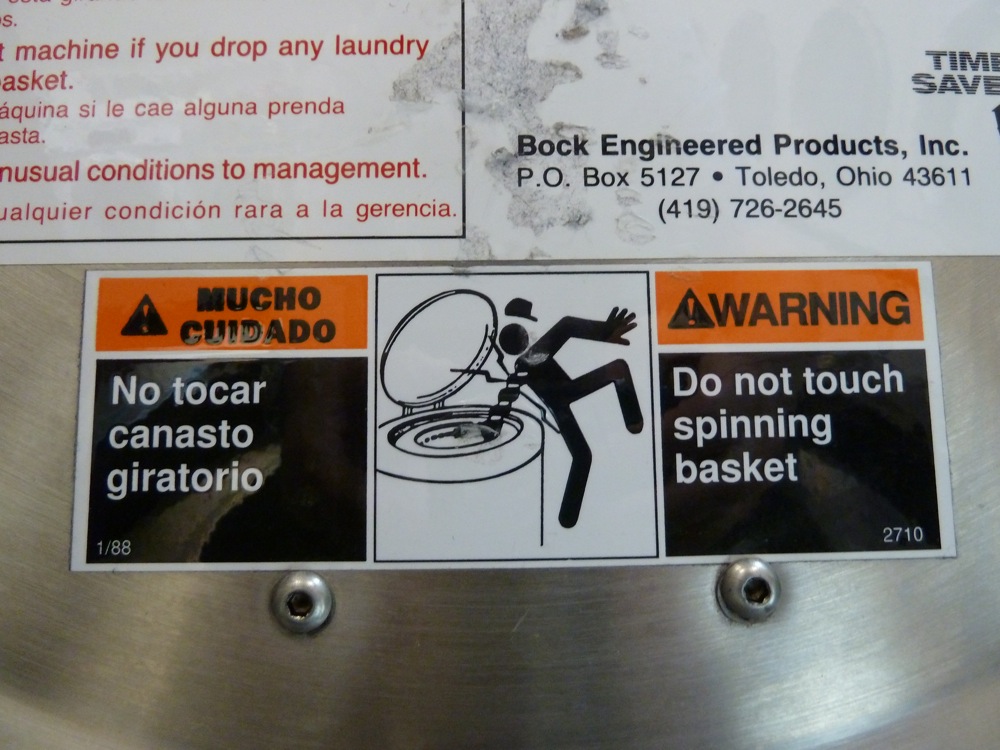 t machine if you drop any laundry
basket.
áquina si le cae alguna prenda
asta.
nusual conditions to management.
ualquier condición rara a la gerencia.
TIME
SAVE
Bock Engineered Products, Inc.
P.O. Box 5127 • Toledo, Ohio 43611
(419) 726-2645
MUCHO
CUIDADO
No tocar
canasto
giratorio
1/88
WARNING
Do not touch
spinning
basket
2710